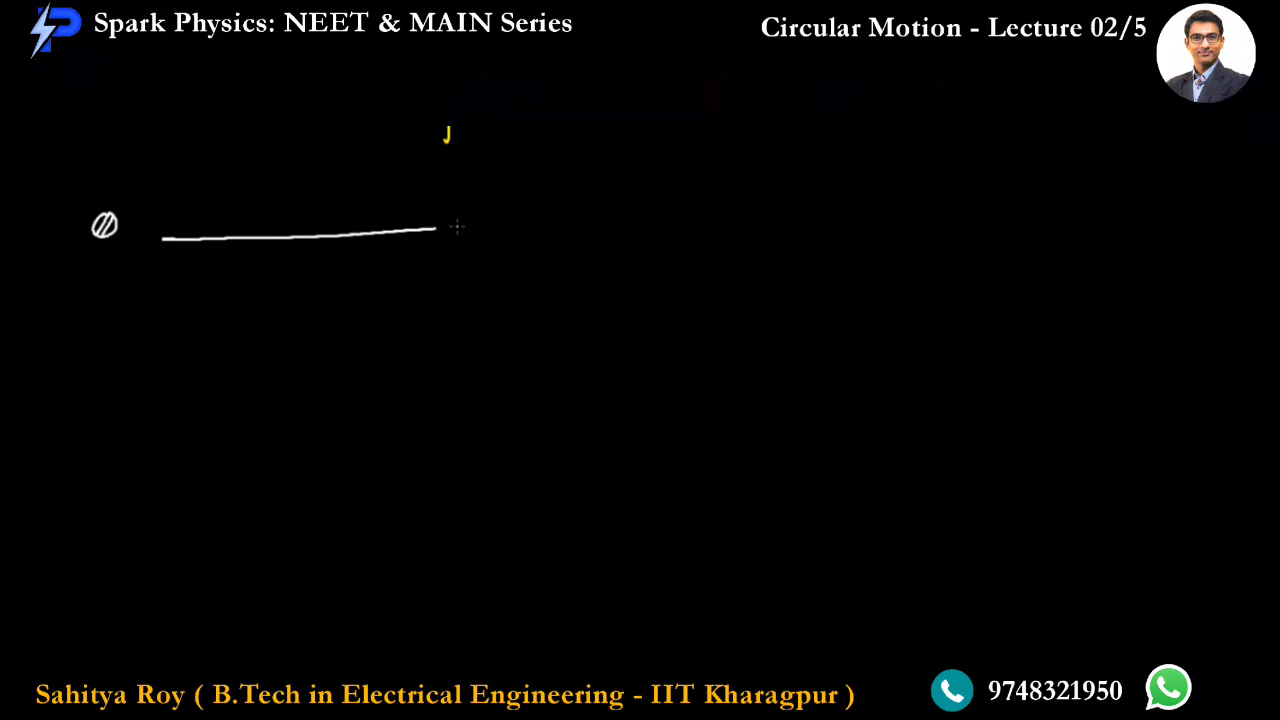 Spark Physics: NEET & MAIN Series
Circular Motion - Lecture 02/5
J
Sahitya Roy ( B.Tech in Electrical Engineering - IIT Kharagpur )
9748321950